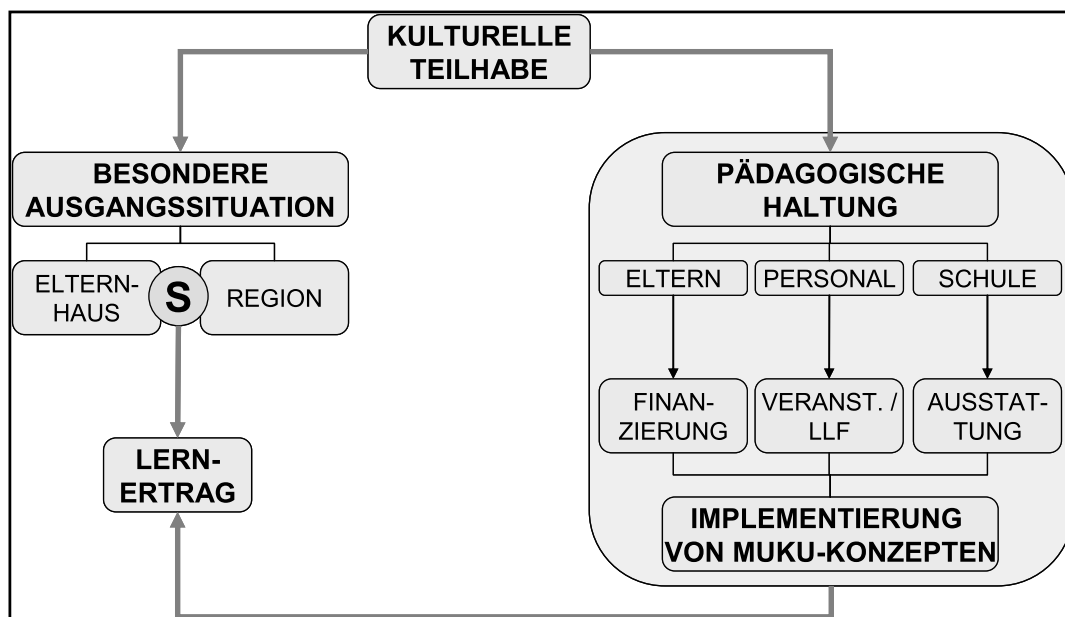 KULTURELLE
TEILHABE
BESONDERE
AUSGANGSSITUATION
ELTERN-
HAUS
S
REGION
LERN-
ERTRAG
PÄDAGOGISCHE
HALTUNG
ELTERN
PERSONAL
SCHULE
FINAN-
ZIERUNG
VERANST. /
LLF
AUSSTAT-
TUNG
IMPLEMENTIERUNG
VON MUKU-KONZEPTEN